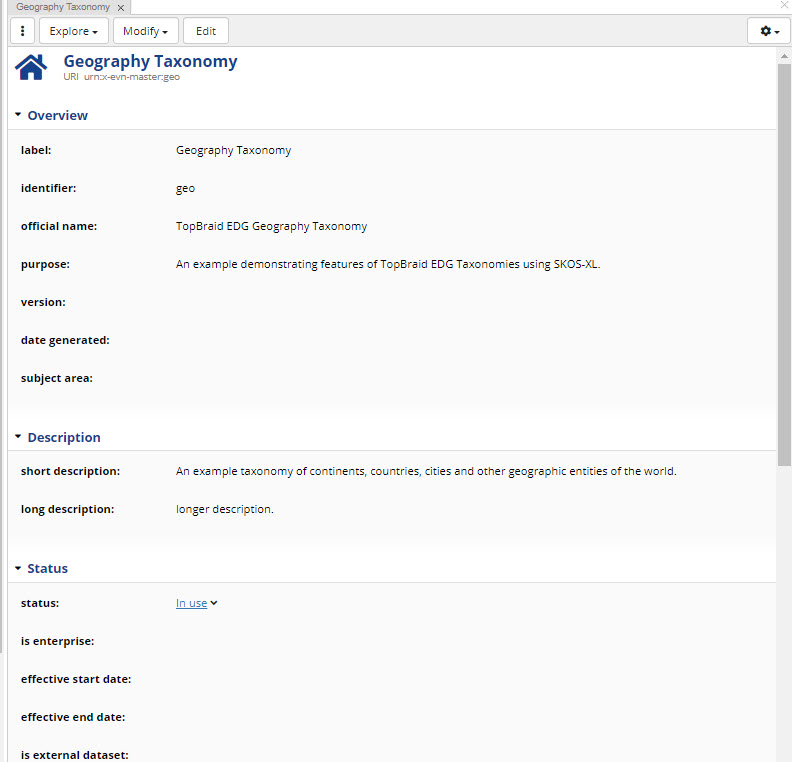 Geography Taxonomy
Explore Modify Edit
Geography Taxonomy
URI urn:x-evn-master:geo
Overview
label: Geography Taxonomy
identifier: geo
official name: TopBraid EDG Geography Taxonomy
purpose: An example demonstrating features of TopBraid EDG Taxonomies using SKOS-XL.
version:
date generated:
subject area:
Description
short description: An example taxonomy of continents, countries, cities and other geographic entities of the world.
long description: longer description.
Status
status: In use
is enterprise:
effective start date:
effective end date:
is external dataset: